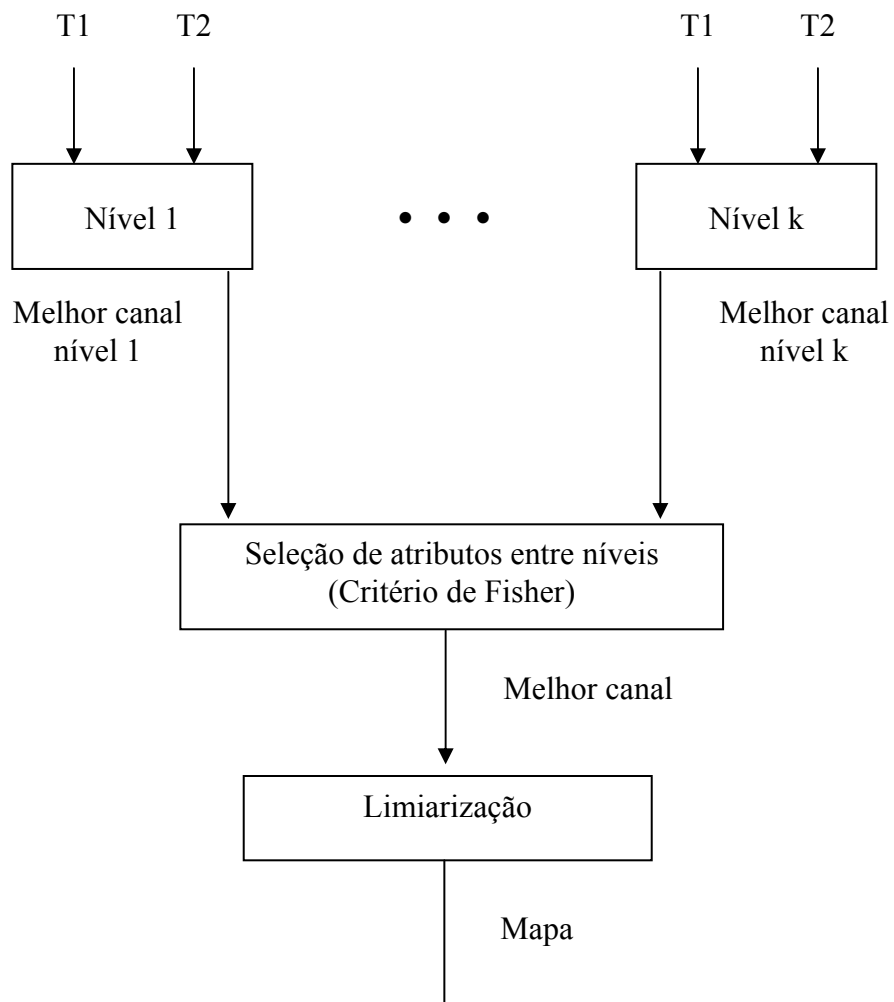 T1 T2 T1 T2
Nível 1
Nível k
Melhor canal
nível 1
Melhor canal
nível k
Seleção de atributos entre níveis
(Critério de Fisher)
Melhor canal
Limiarização
Mapa